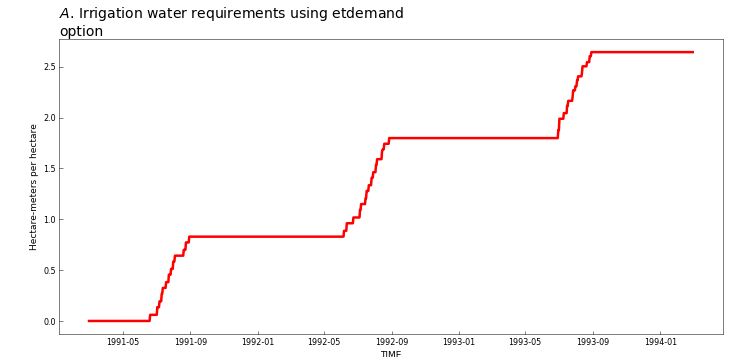 A. Irrigation water requirements using etdemand
option
2.5
2.0
1.5
1.0
0.5
0.0
Hectare-meters per hectare
1991-05 1991-09 1992-01 1992-05 1992-09 1993-01 1993-05 1993-09 1994-01
TIME